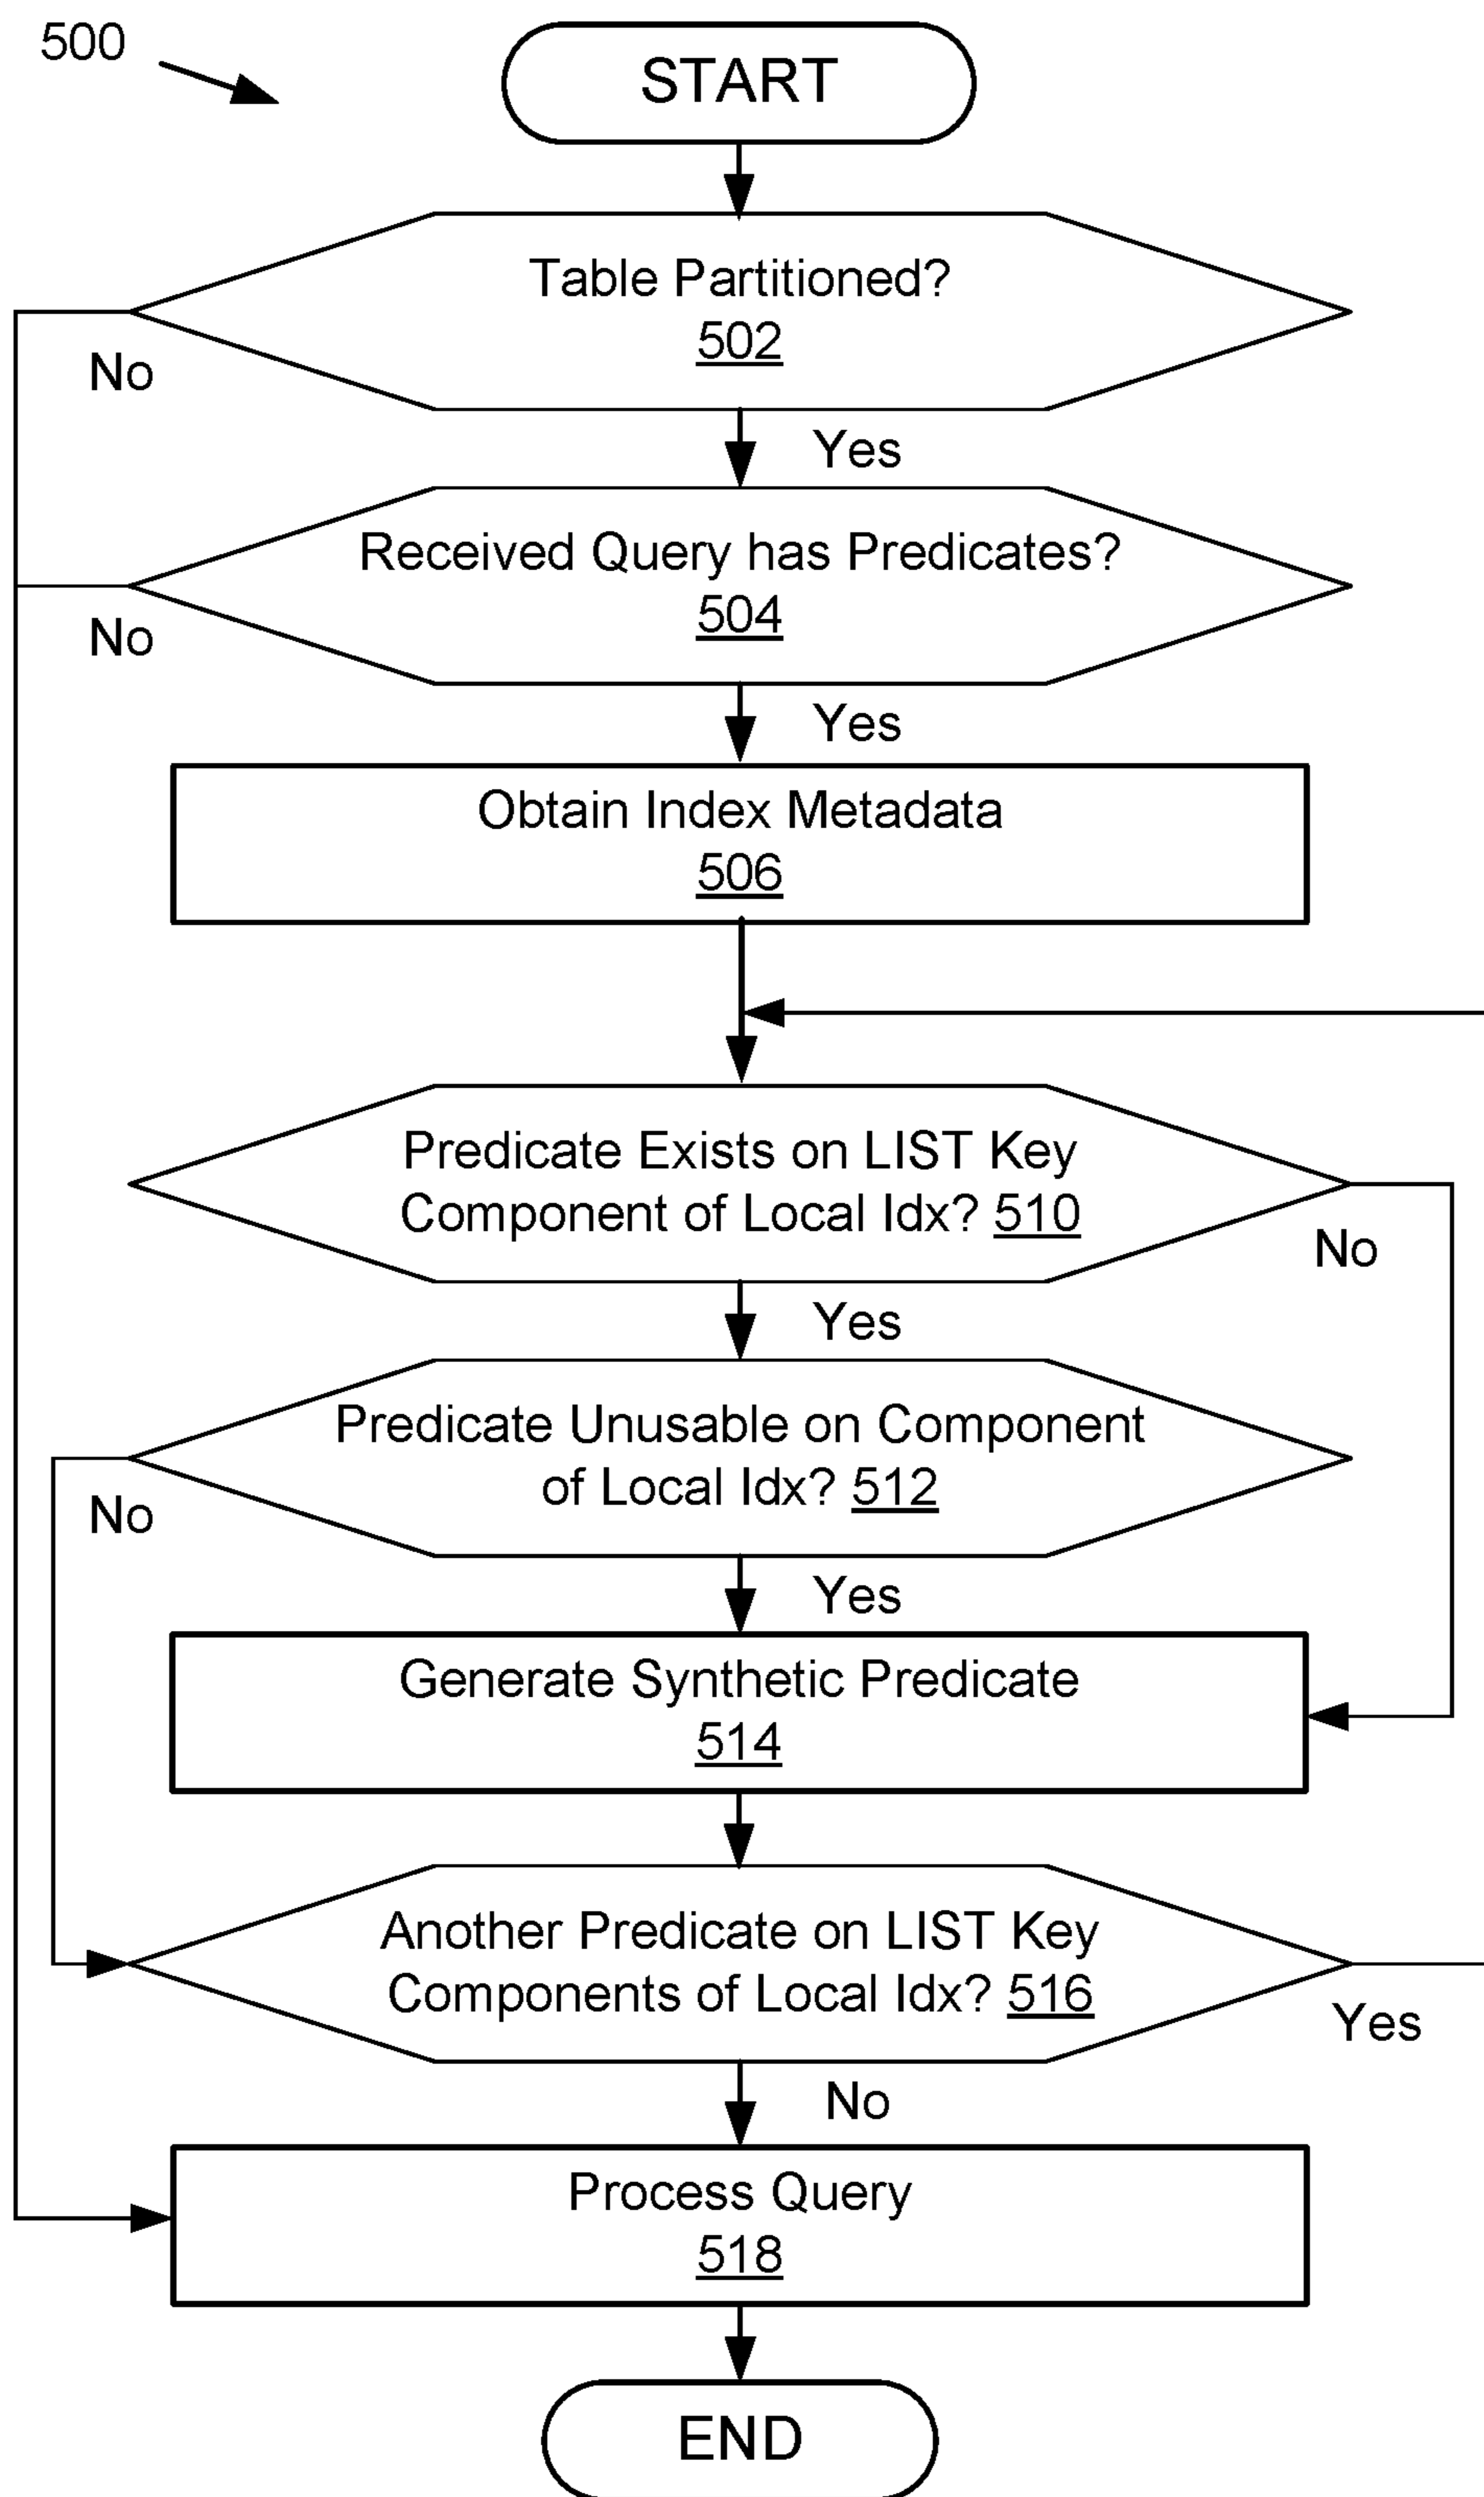 500
START
Table Partitioned?
502
No
Yes
Received Query has Predicates?
504
No
Yes
Obtain Index Metadata
506
Predicate Exists on LIST Key
Component of Local Idx? 510
No
Yes
Predicate Unusable on Component
of Local Idx? 512
No
Yes
Generate Synthetic Predicate
514
Another Predicate on LIST Key
Components of Local Idx? 516
Yes
No
Process Query
518
END